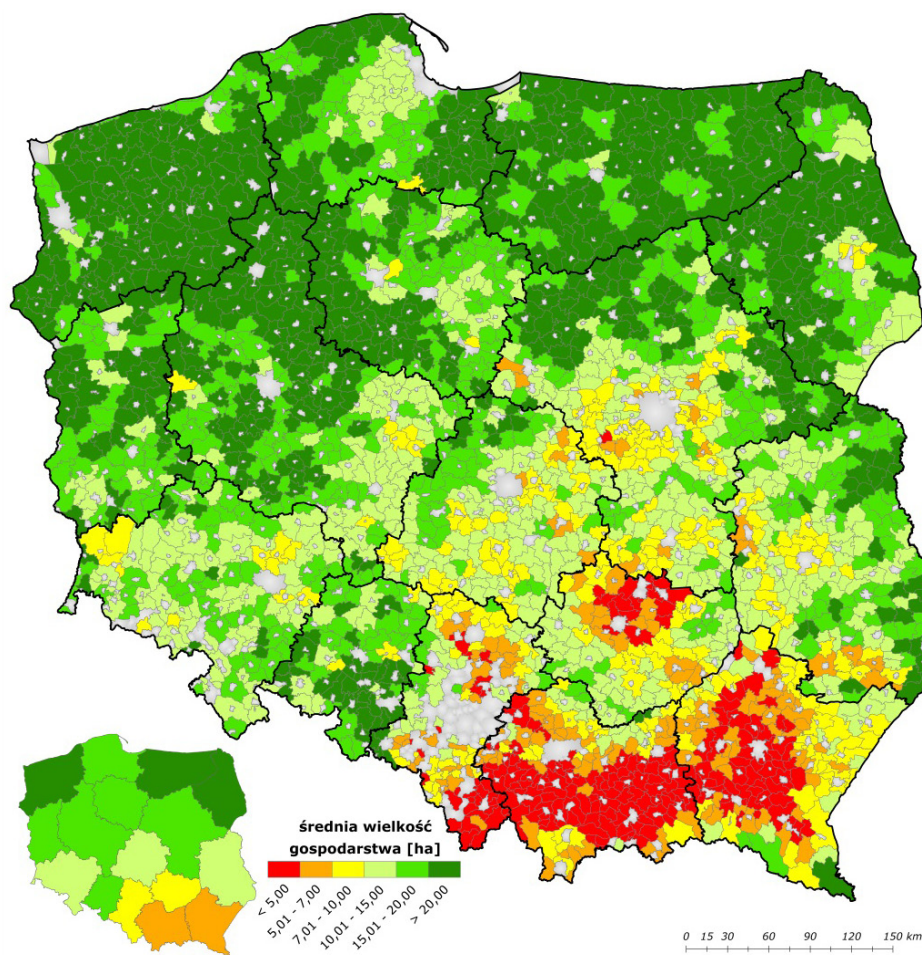 średnia wielkość
gospodarstwa [ha]
< 5,00
5,01 - 7,00
7,01 - 10,00
10,01 - 15,00
15,01 - 20,00
> 20,00
0 15 30 60 90 120 150 km